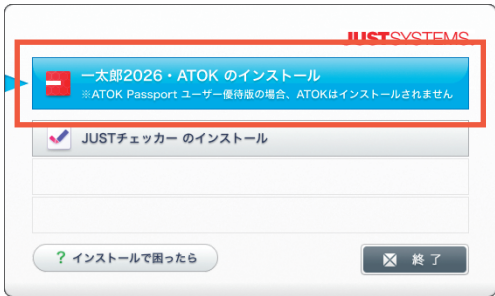 JUSTSYSTEMS
一太郎2026・ATOK のインストール
※ATOK Passport ユーザー優待版の場合、ATOKはインストールされません
JUSTチェッカー のインストール
? インストールで困ったら
終了